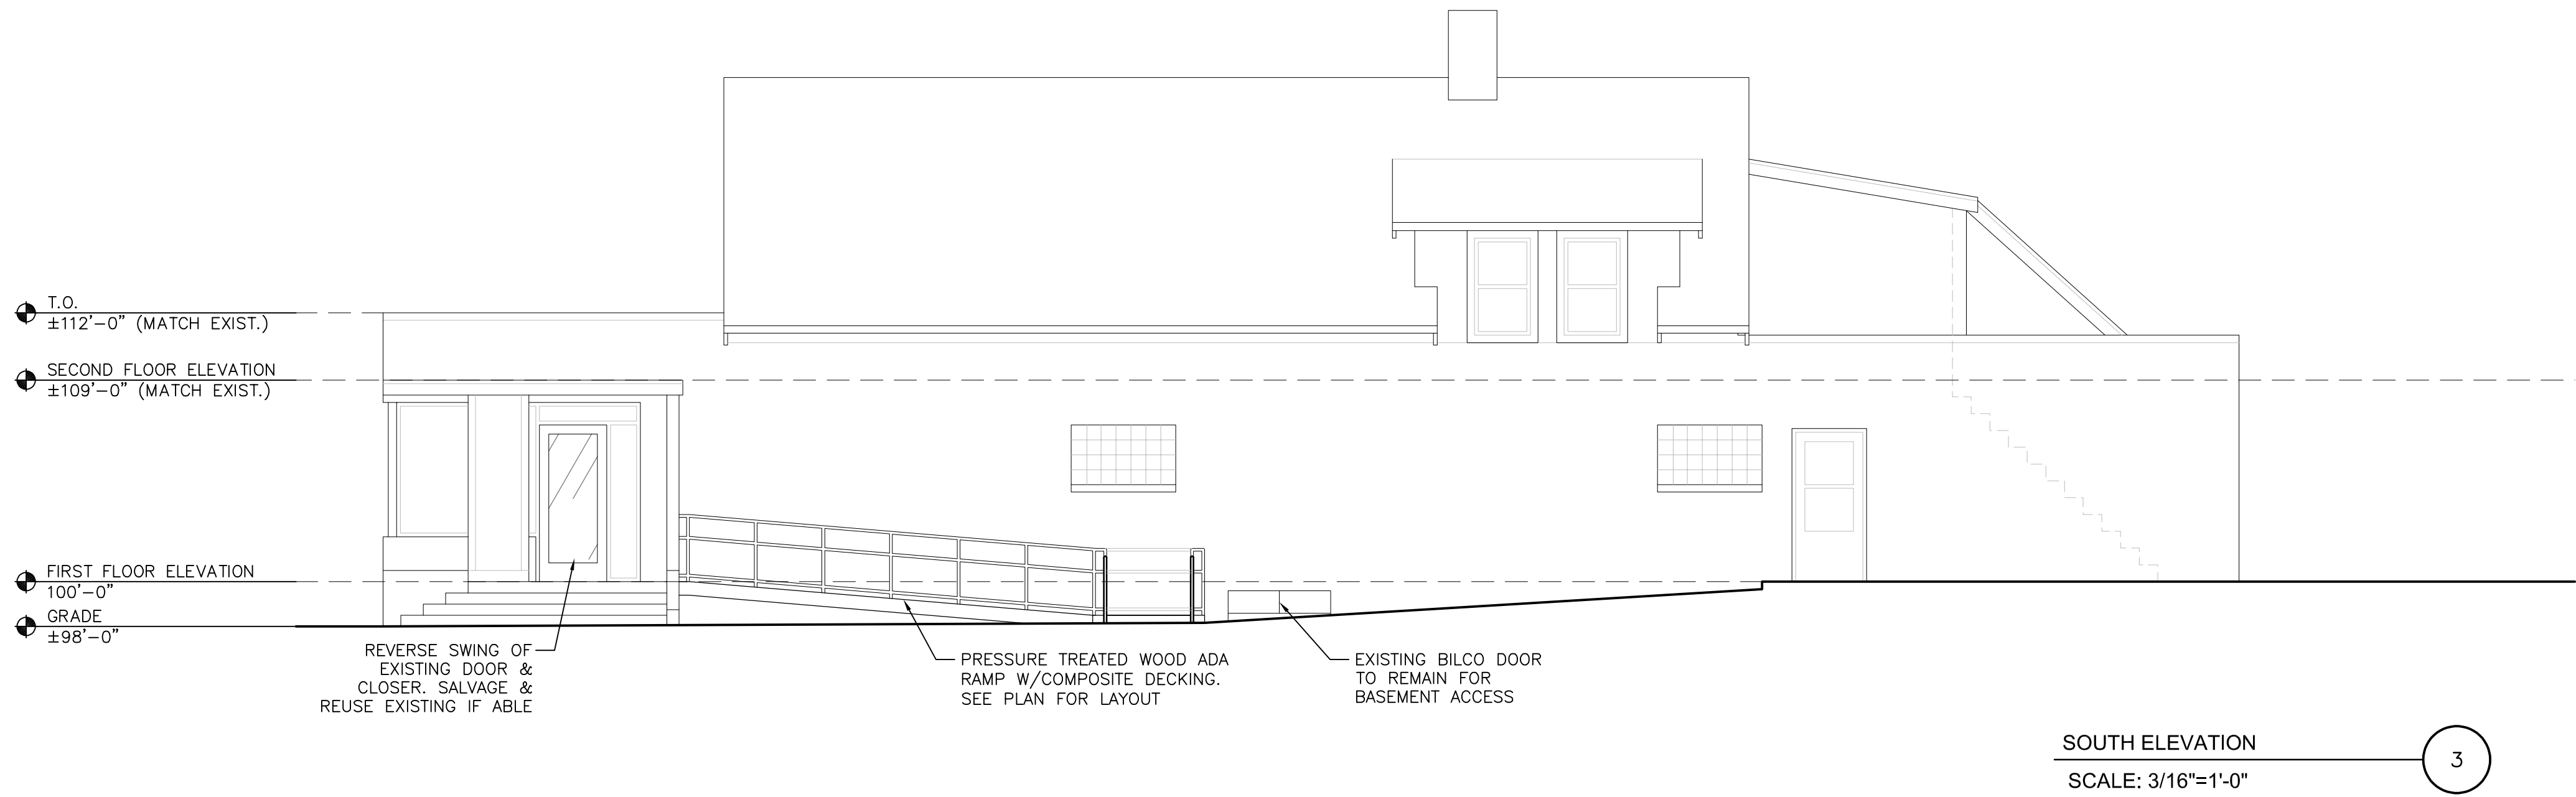 T.O.
±112'-0" (MATCH EXIST.)
SECOND FLOOR ELEVATION
±109'-0" (MATCH EXIST.)
FIRST FLOOR ELEVATION
100'-0"
GRADE
±98'-0"
REVERSE SWING OF
EXISTING DOOR &
CLOSER. SALVAGE &
REUSE EXISTING IF ABLE
PRESSURE TREATED WOOD ADA
RAMP W/COMPOSITE DECKING.
SEE PLAN FOR LAYOUT
EXISTING BILCO DOOR
TO REMAIN FOR
BASEMENT ACCESS
SOUTH ELEVATION
3
SCALE: 3/16"=1'-0"